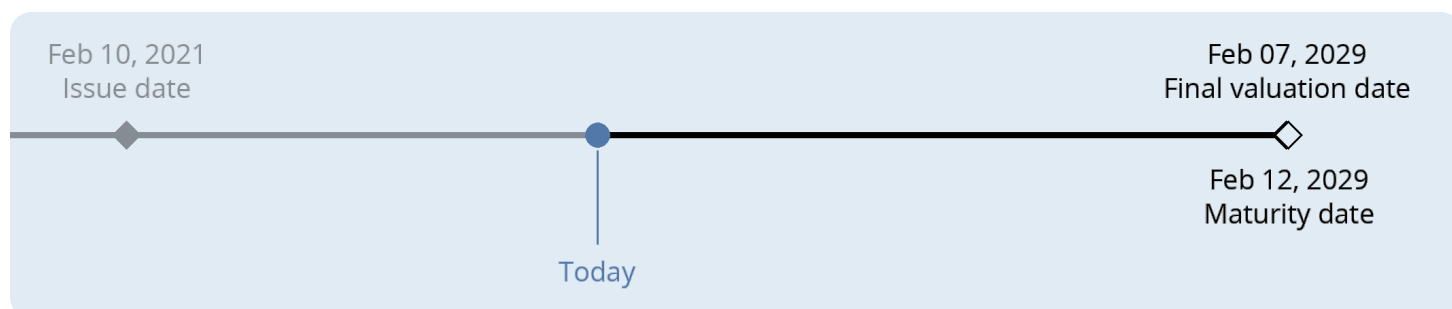 Feb 10, 2021
Issue date
Feb 07, 2029
Final valuation date
Feb 12, 2029
Maturity date
Today